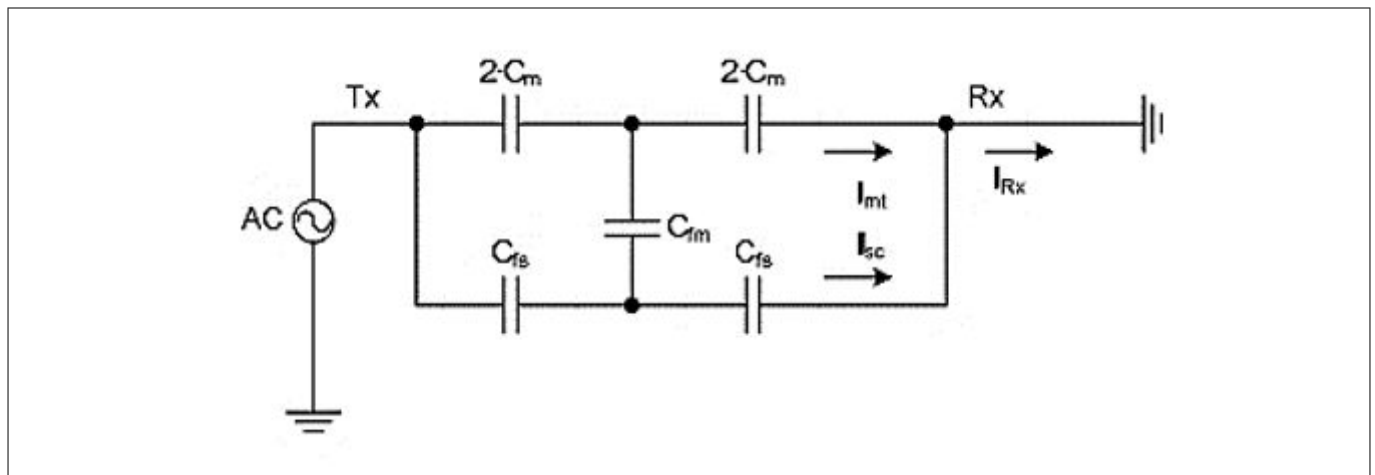 2·Cm
2·Cm
Tx
Rx
AC
Cfm
Imt
IRx
Cfs
Cfs
Isc